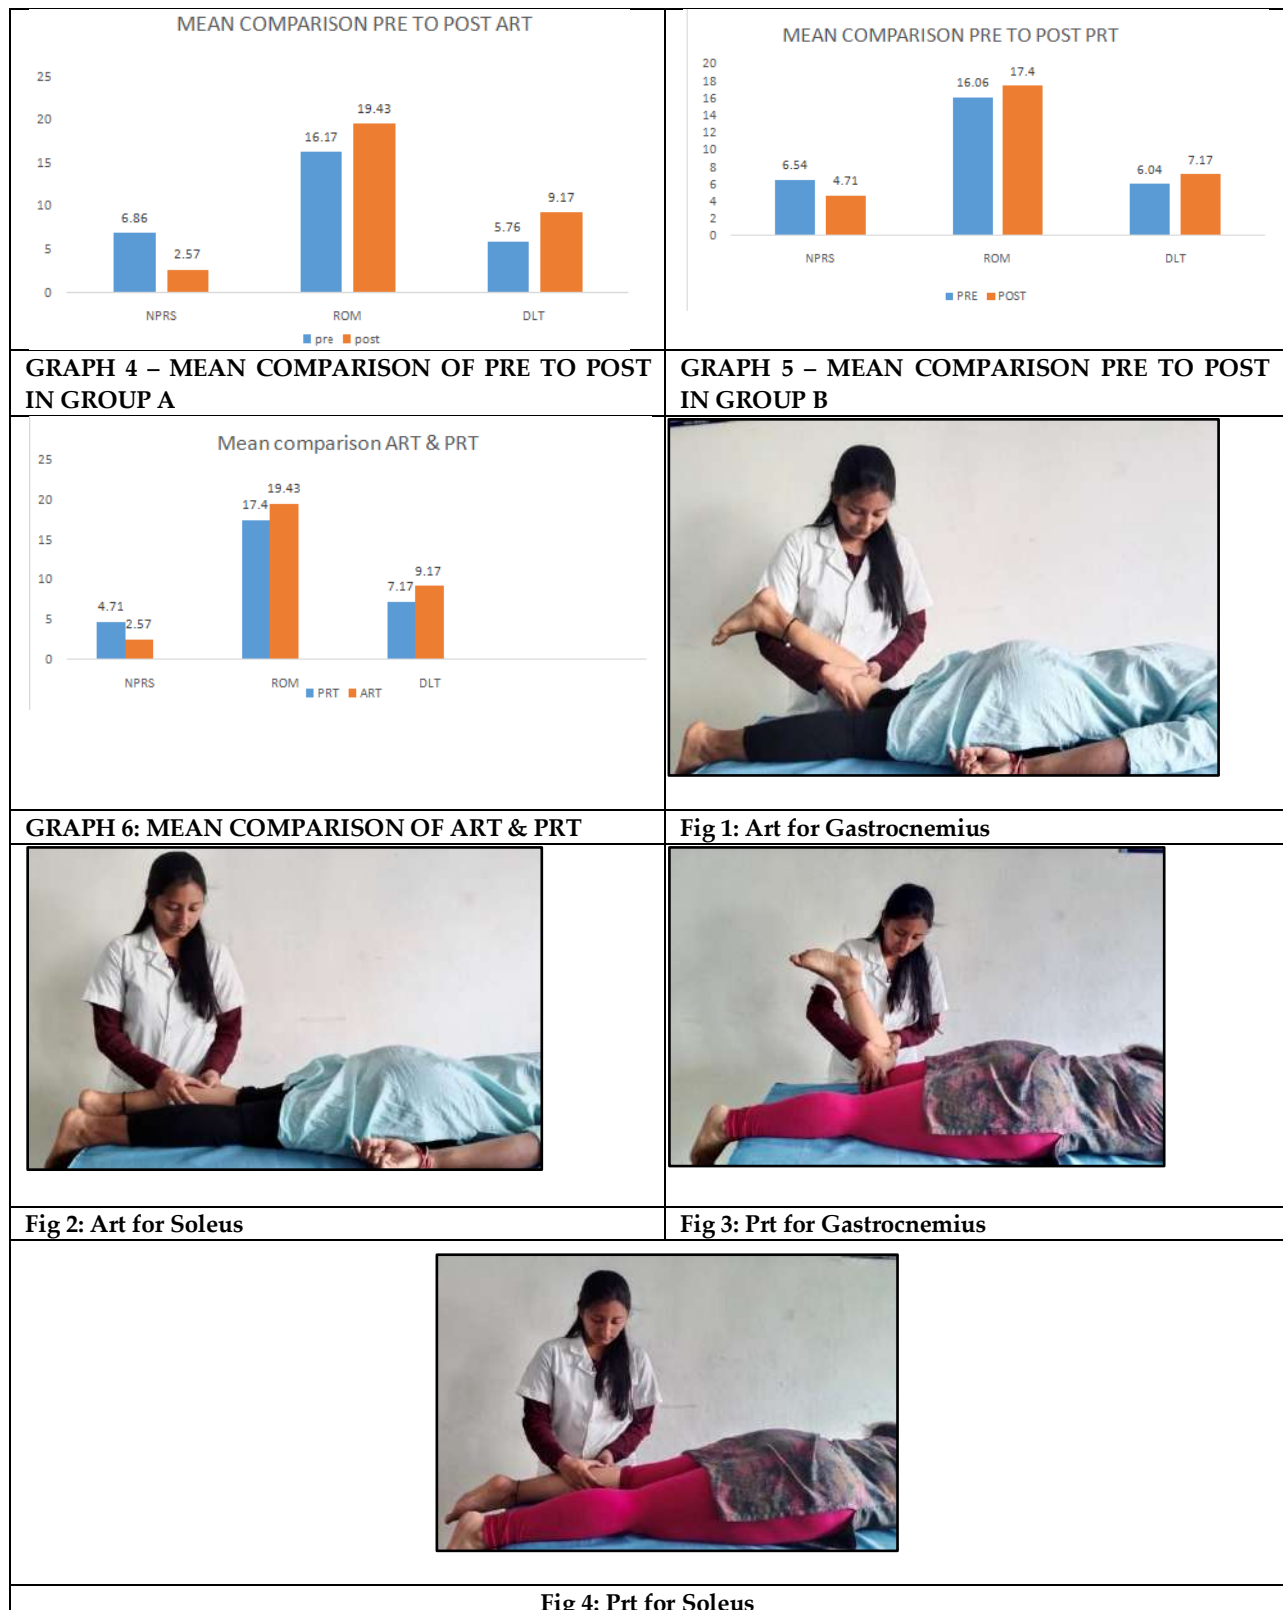 MEAN COMPARISON PRE TO POST ART
25
20
15
10
5
0
6.86
2.57
16.17
19.43
5.76
9.17
NPRS ROM DLT
pre post
MEAN COMPARISON PRE TO POST PRT
20
18
16
14
12
10
8
6
4
2
0
6.54
4.71
16.06
17.4
6.04
7.17
NPRS ROM DLT
PRE POST
GRAPH 4 – MEAN COMPARISON OF PRE TO POST
IN GROUP A
GRAPH 5 – MEAN COMPARISON PRE TO POST
IN GROUP B
Mean comparison ART & PRT
25
20
15
10
5
0
4.71
2.57
17.4
19.43
7.17
9.17
NPRS ROM DLT
PRT ART
GRAPH 6: MEAN COMPARISON OF ART & PRT
Fig 1: Art for Gastrocnemius
Fig 2: Art for Soleus
Fig 3: Prt for Gastrocnemius
Fig 4: Prt for Soleus